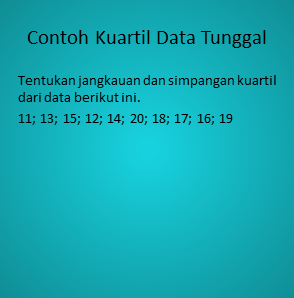 Contoh Kuartil Data Tunggal
Tentukan jangkauan dan simpangan kuartil
dari data berikut ini.
11; 13; 15; 12; 14; 20; 18; 17; 16; 19